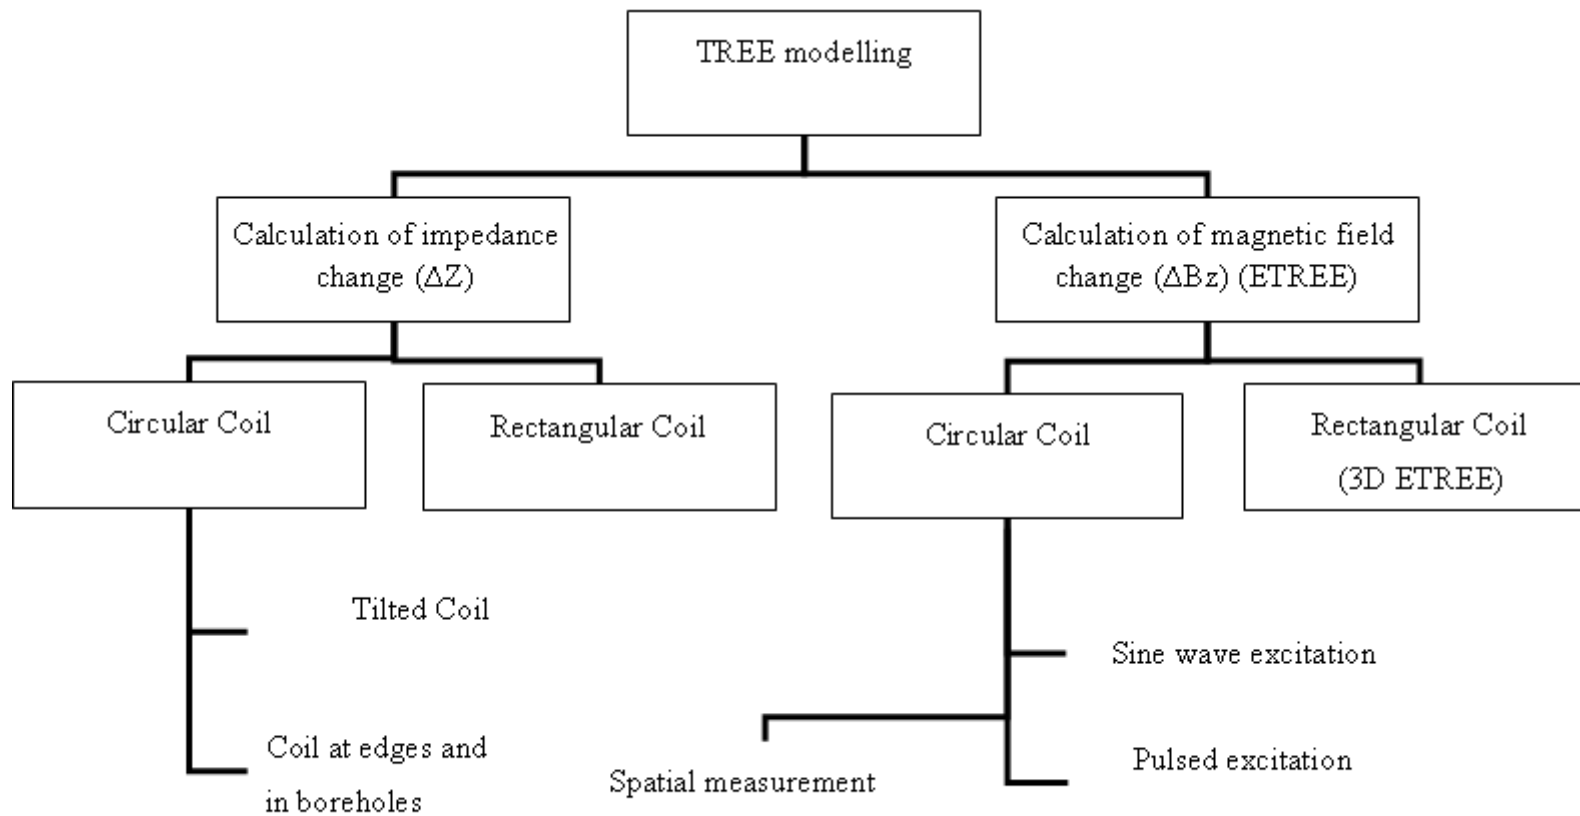 TREE modelling
Calculation of impedance
change (ΔZ)
Calculation of magnetic field
change (ΔBz) (ETREE)
Circular Coil
Rectangular Coil
Circular Coil
Rectangular Coil
(3D ETREE)
Tilted Coil
Coil at edges and
in boreholes
Sine wave excitation
Spatial measurement
Pulsed excitation